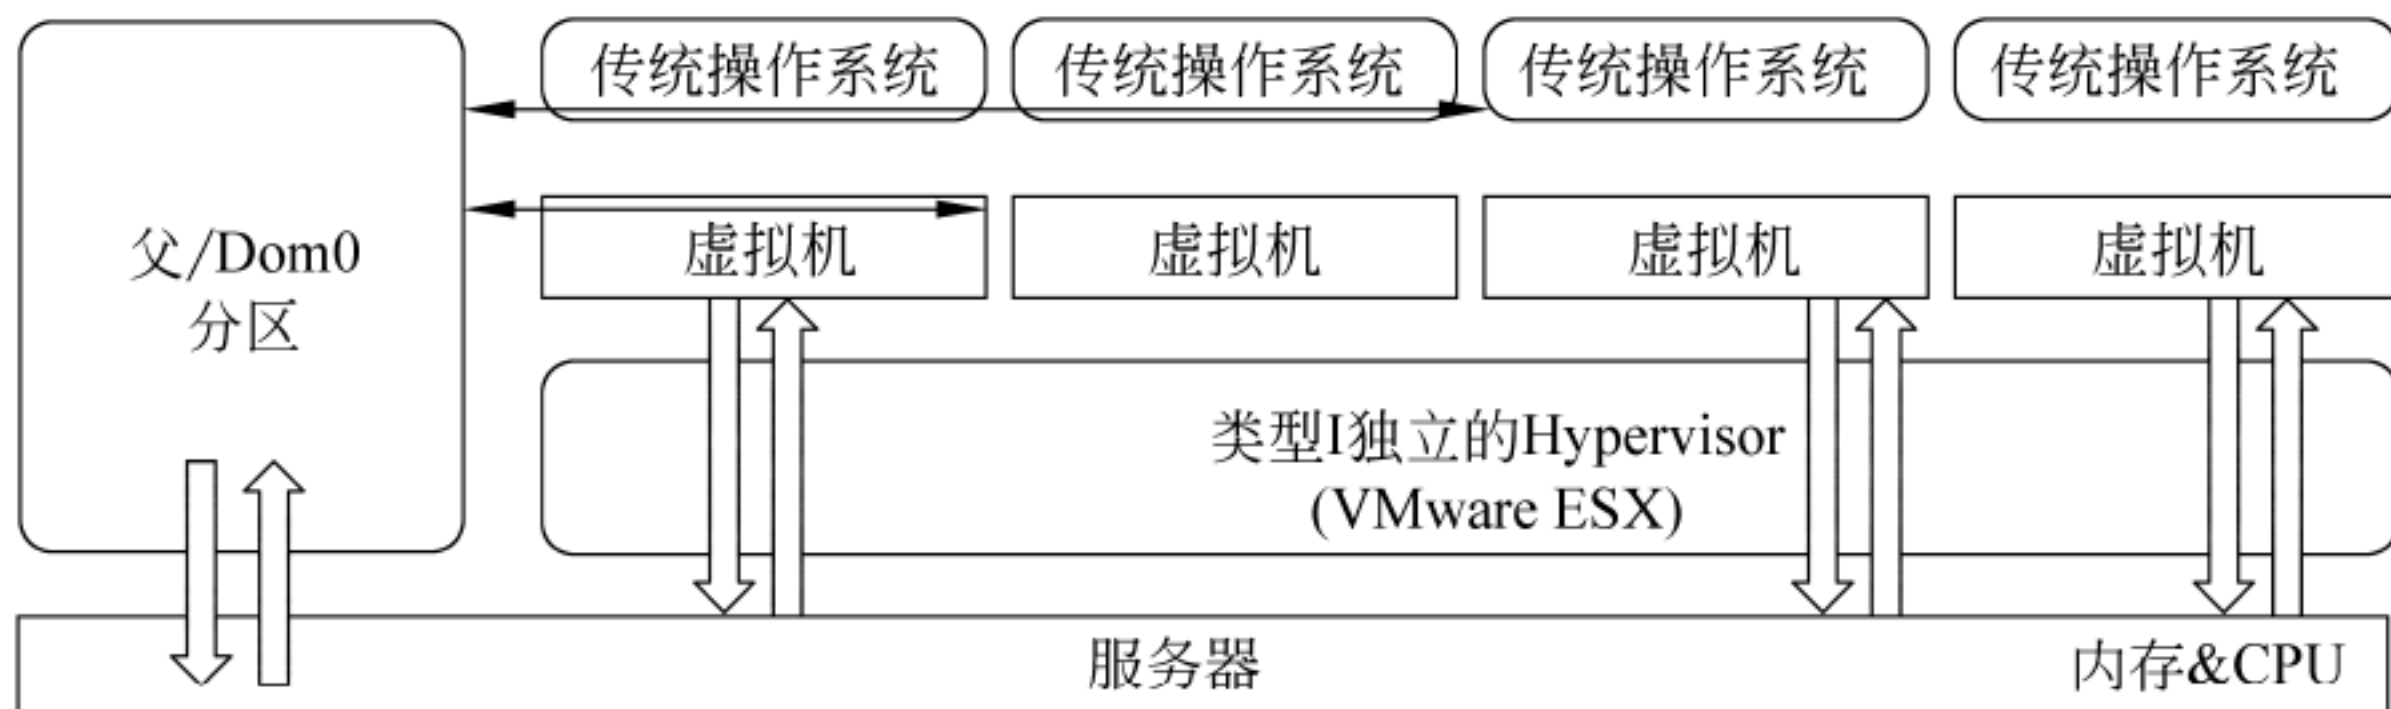 传统操作系统 传统操作系统 传统操作系统 传统操作系统
父/Dom0
分区
虚拟机 虚拟机 虚拟机 虚拟机
类型I独立的Hypervisor
(VMware ESX)
服务器 内存&CPU